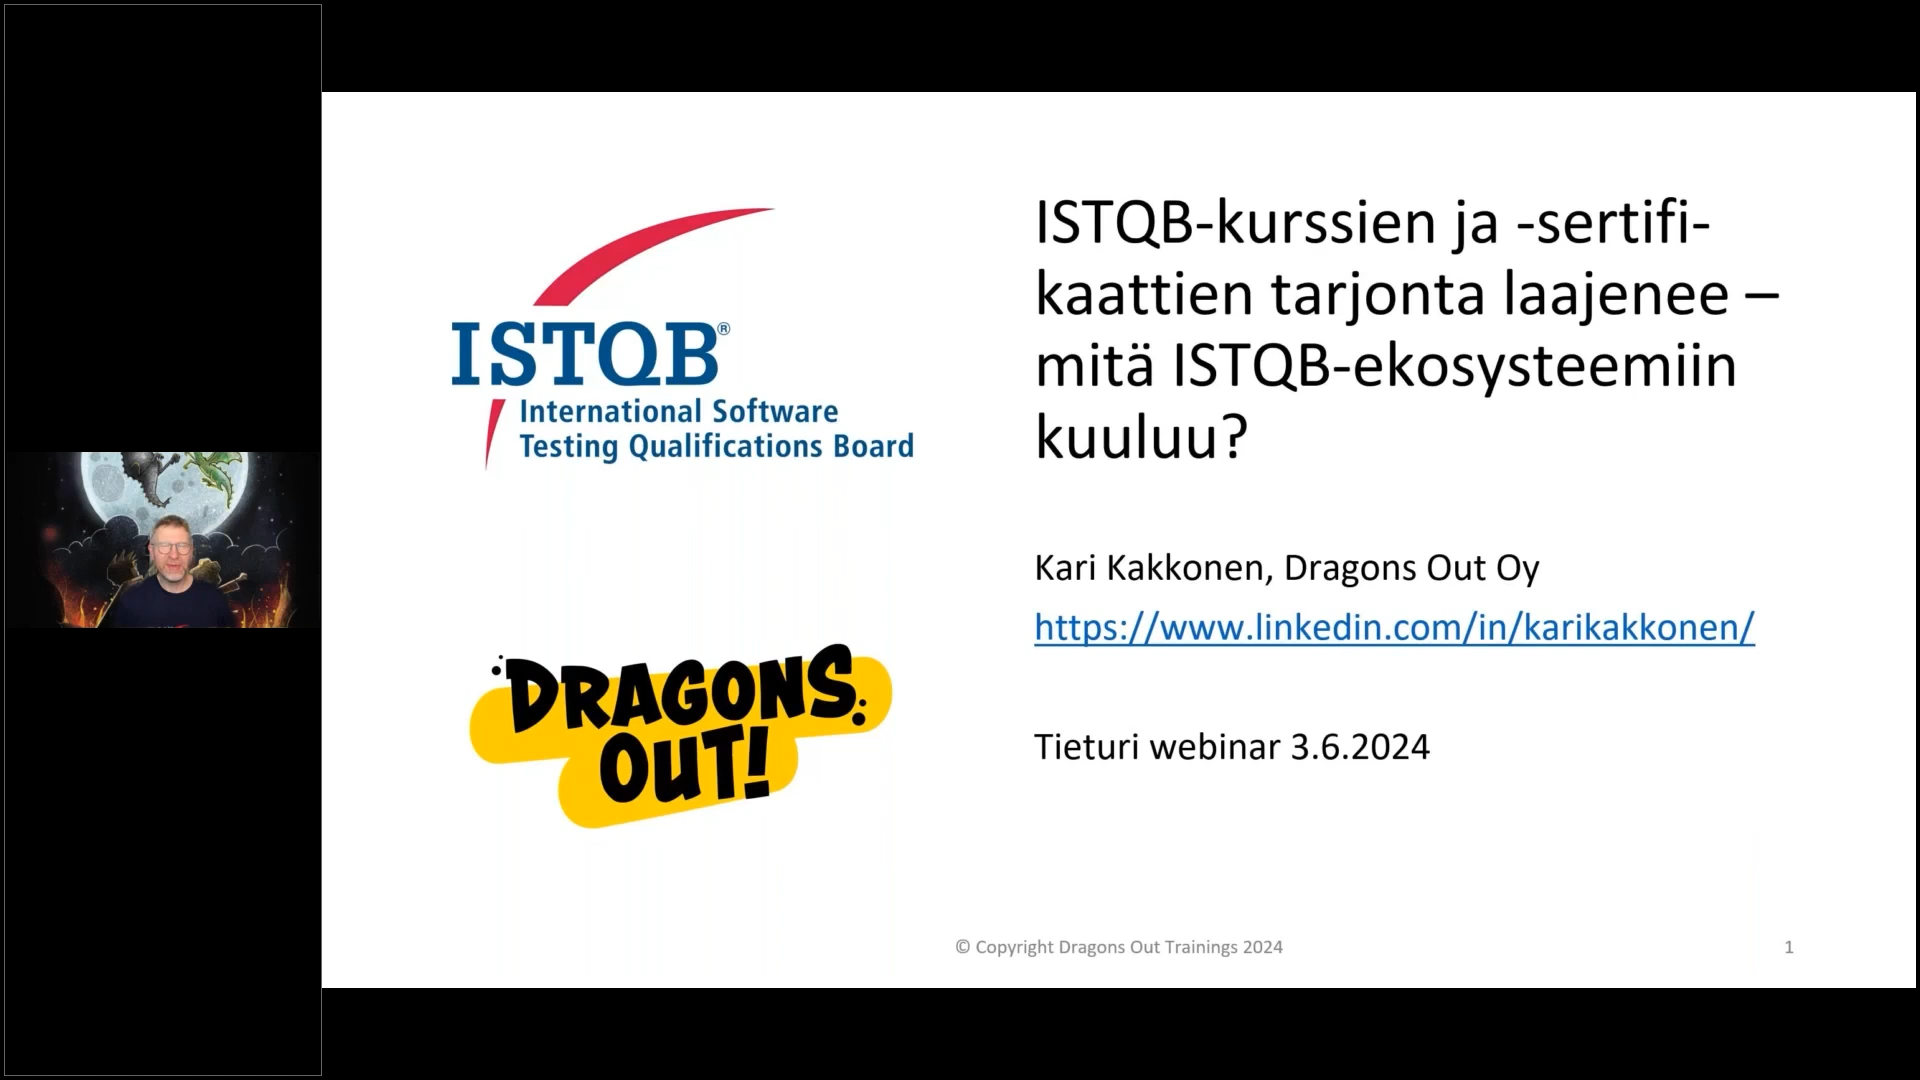 ISTQB®
International Software
Testing Qualifications Board
DRAGONS
OUT!
ISTQB-kurssien ja -sertifi-
kaattien tarjonta laajenee –
mitä ISTQB-ekosysteemiin
kuuluu?
Kari Kakkonen, Dragons Out Oy
https://www.linkedin.com/in/karikakkonen/
Tieturi webinar 3.6.2024
© Copyright Dragons Out Trainings 2024
1